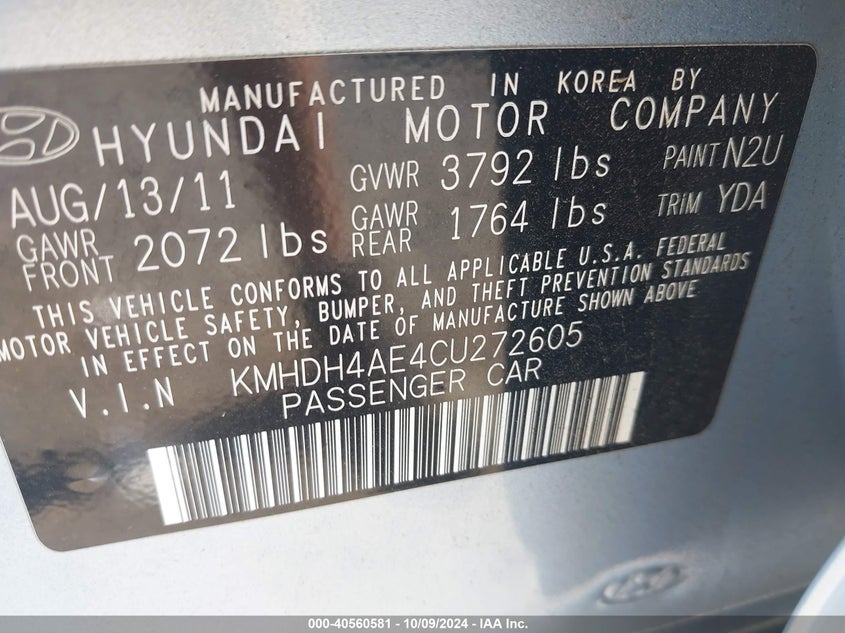 MANUFACTURED IN KOREA BY
HYUNDAI MOTOR COMPANY
AUG/13/11 GVWR 3792 lbs PAINT N2U
GAWR FRONT 2072 lbs GAWR REAR 1764 lbs TRIM YDA
THIS VEHICLE CONFORMS TO ALL APPLICABLE U.S.A. FEDERAL
MOTOR VEHICLE SAFETY, BUMPER, AND THEFT PREVENTION STANDARDS
IN EFFECT ON THE DATE OF MANUFACTURE SHOWN ABOVE
V.I.N KMHDH4AE4CU272605
PASSENGER CAR
000-40560581 - 10/09/2024 - IAA Inc.